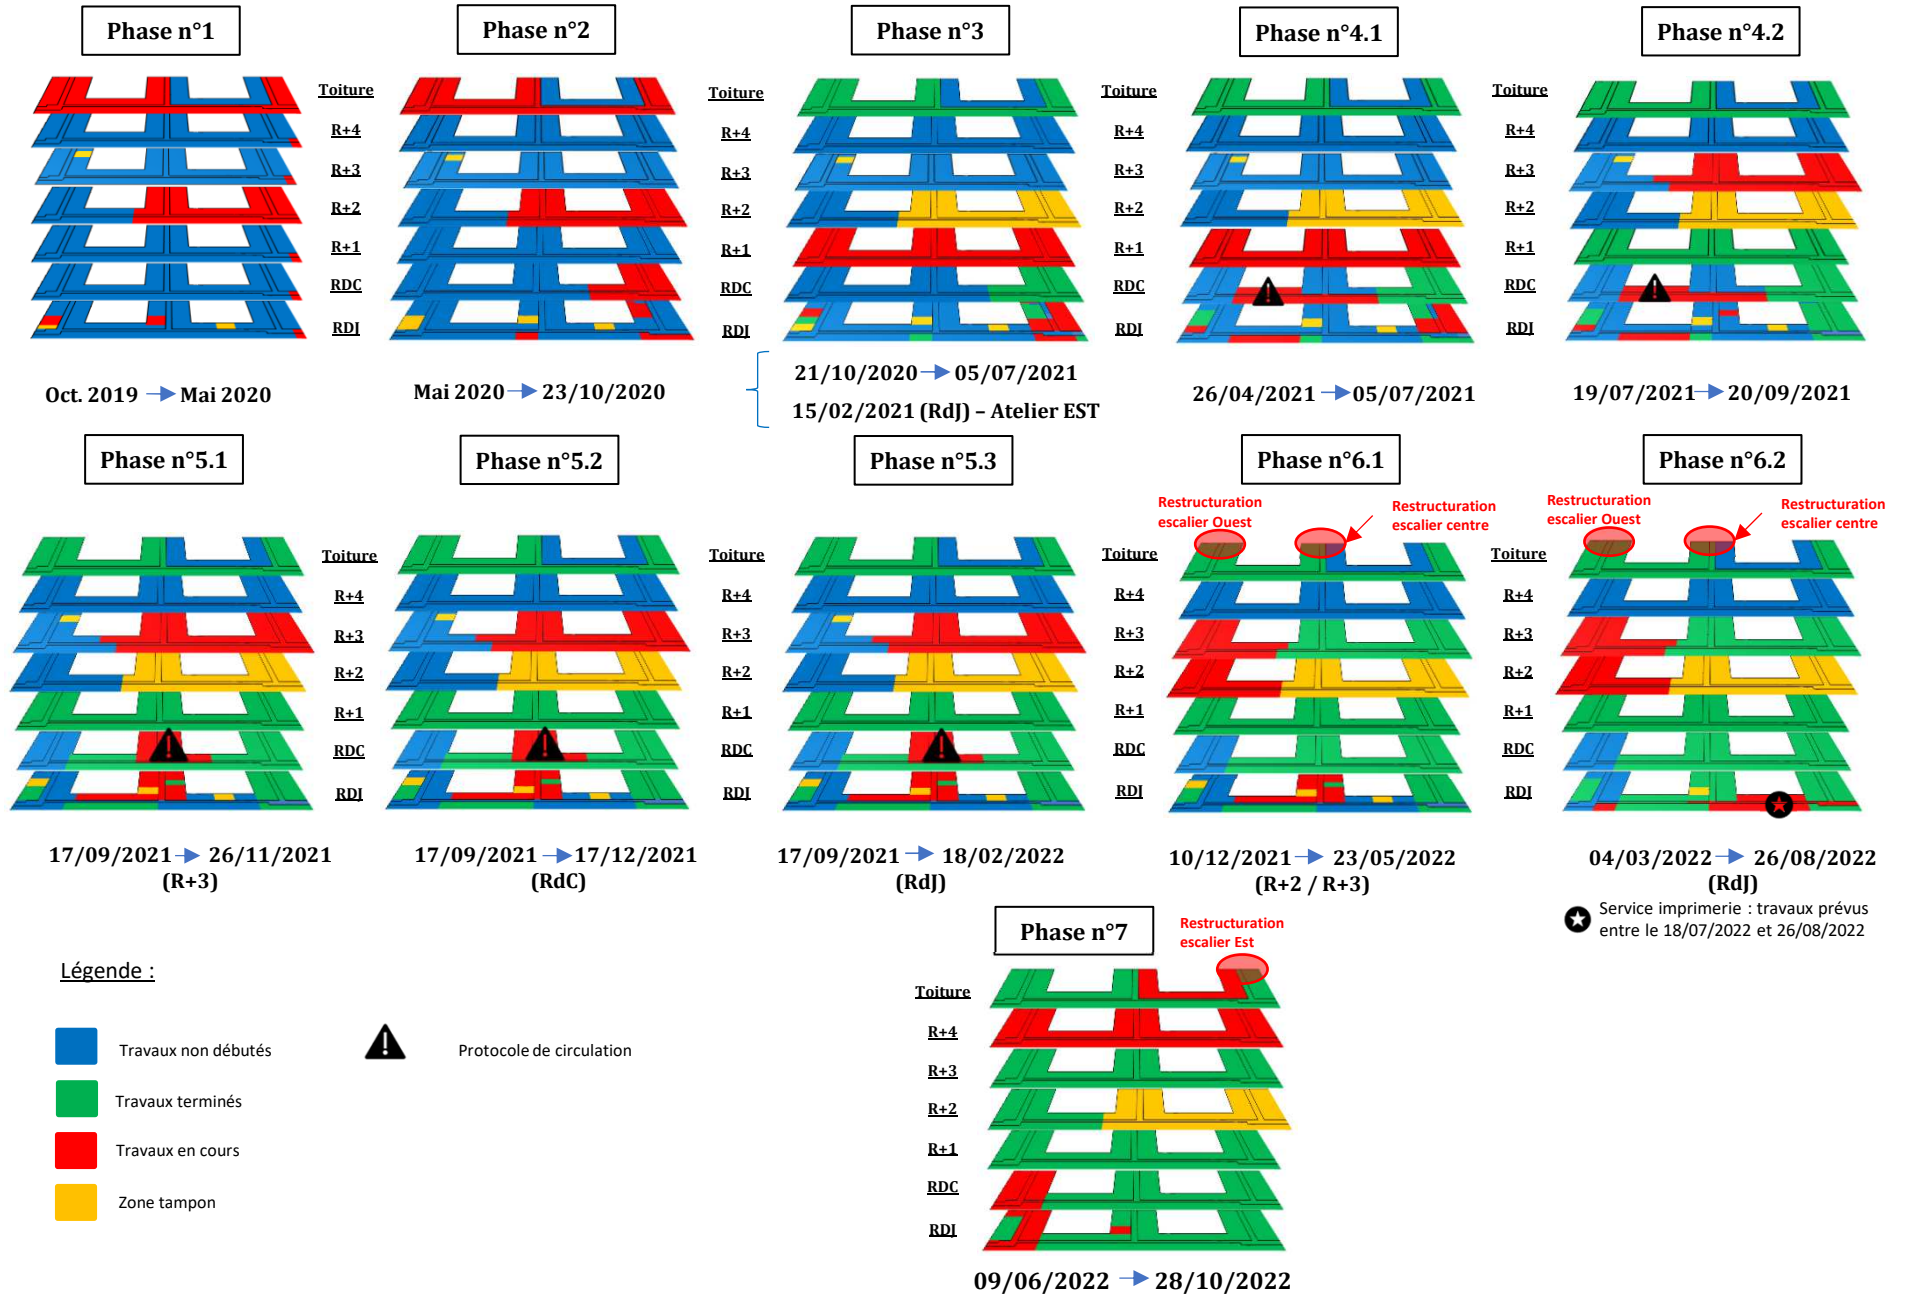 Phase n°1
Phase n°2
Phase n°3
Phase n°4.1
Phase n°4.2
Toiture
R+4
R+3
R+2
R+1
RDC
RDJ
Toiture
R+4
R+3
R+2
R+1
RDC
RDJ
Toiture
R+4
R+3
R+2
R+1
RDC
RDJ
Toiture
R+4
R+3
R+2
R+1
RDC
RDJ
Oct. 2019 Mai 2020
Mai 2020 23/10/2020
21/10/2020 05/07/2021
15/02/2021 (RdJ) – Atelier EST
26/04/2021 05/07/2021
19/07/2021 20/09/2021
Phase n°5.1
Phase n°5.2
Phase n°5.3
Phase n°6.1
Phase n°6.2
Restructuration
escalier Ouest
Restructuration
escalier centre
Restructuration
escalier Ouest
Restructuration
escalier centre
Toiture
R+4
R+3
R+2
R+1
RDC
RDJ
Toiture
R+4
R+3
R+2
R+1
RDC
RDJ
Toiture
R+4
R+3
R+2
R+1
RDC
RDJ
Toiture
R+4
R+3
R+2
R+1
RDC
RDJ
17/09/2021 26/11/2021
(R+3)
17/09/2021 17/12/2021
(RdC)
17/09/2021 18/02/2022
(RdJ)
10/12/2021 23/05/2022
(R+2 / R+3)
04/03/2022 26/08/2022
(RdJ)
Service imprimerie : travaux prévus
entre le 18/07/2022 et 26/08/2022
Phase n°7
Restructuration
escalier Est
Toiture
R+4
R+3
R+2
R+1
RDC
RDJ
09/06/2022 28/10/2022
Légende :
Travaux non débutés
Protocole de circulation
Travaux terminés
Travaux en cours
Zone tampon